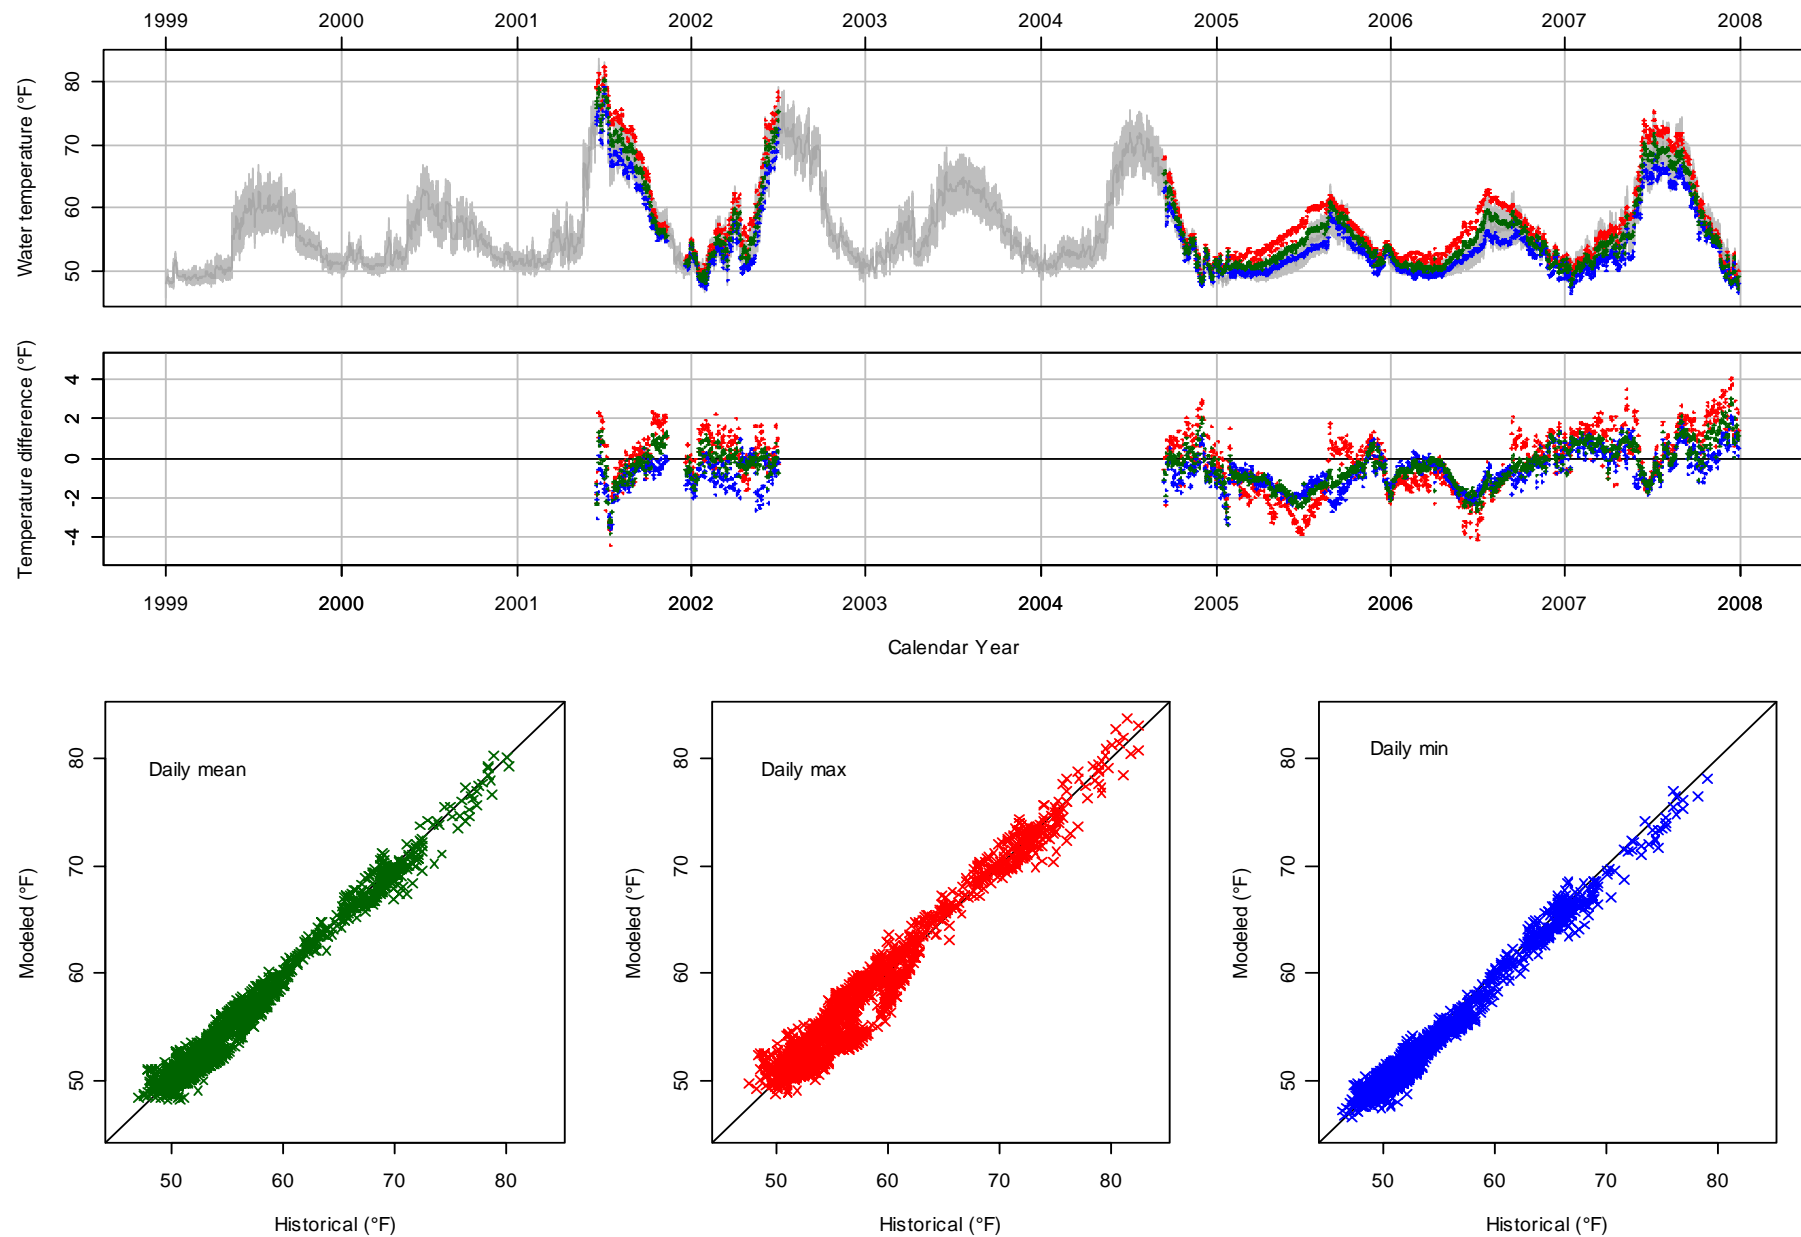 1999 2000 2001 2002 2003 2004 2005 2006 2007 2008
Water temperature (°F)
80
70
60
50
Temperature difference (°F)
4
2
0
-2
-4
1999 2000 2001 2002 2003 2004 2005 2006 2007 2008
Calendar Year
Daily mean
Modeled (°F)
80
70
60
50
50 60 70 80
Historical (°F)
Daily max
Modeled (°F)
80
70
60
50
50 60 70 80
Historical (°F)
Daily min
Modeled (°F)
80
70
60
50
50 60 70 80
Historical (°F)